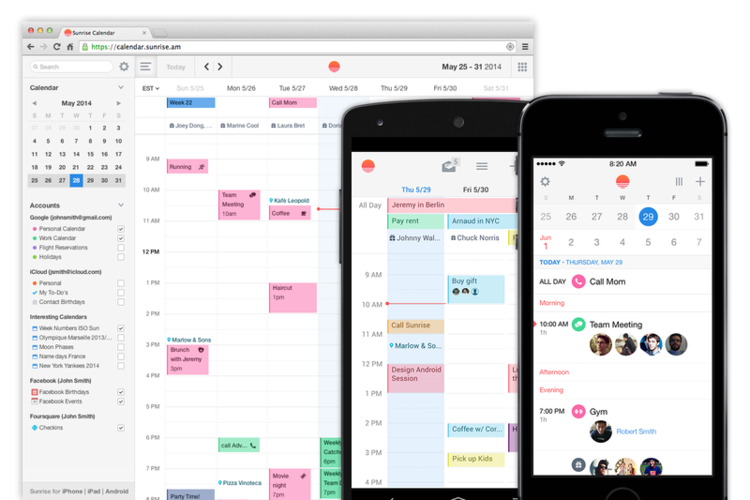 Sunrise Calendar
https://calendar.sunrise.am
Search
Today
May 25 - 31 2014
Calendar
May 2014
S M T W T F S
27 28 29 30 1 2 3
4 5 6 7 8 9 10
11 12 13 14 15 16 17
18 19 20 21 22 23 24
25 26 27 28 29 30 31
Accounts
Google (johnsmith@gmail.com)
Personal Calendar
Work Calendar
Flight Reservations
Holidays
iCloud (jsmith@icloud.com)
Personal
My To-Do's
Contact Birthdays
Interesting Calendars
Week Numbers ISO Sun
Olympique Marseille 2013/...
Moon Phases
Name days France
New York Yankees 2014
Facebook (John Smith)
Facebook Birthdays
Facebook Events
Foursquare (John Smith)
Checkins
Sunrise for iPhone | iPad | Android
EST
Sun 5/25 Mon 5/26 Tue 5/27 Wed 5/28 Thu 5/29 Fri 5/30 Sat 5/31
Week 22
Call Mom
Joey Dong, ...
Marine Cool
Laura Bret
9 AM
Running
10 AM
Team
Meeting
10am
Kafé Leopold
Coffee
11 AM
12 PM
1 PM
Haircut
1pm
2 PM
3 PM
Marlow & Sons
Brunch
with Jeremy
3pm
4 PM
5 PM
6 PM
call Adv...
Weekly
6pm
7 PM
Pizza Vinoteca
Movie
night
7pm
Weekly
Team D
7pm
8 PM
Party Time!
5
Thu 5/29
Fri 5/30
All Day
Jeremy in Berlin
Pay rent
Arnaud in NYC
Johnny Wal...
Chuck Norris
9 AM
Buy gift
10 AM
11 AM
Call Sunrise
Marlow & So...
12 PM
Design Android
Session
1 PM
2 PM
Coffee w/ Cor...
3 PM
Pick up Kids
4 PM
8:20 AM
S M T W T F S
25 26 27 28 29 30 31
Jun
1 2 3 4 5 6 7
TODAY - THURSDAY, MAY 29
ALL DAY
Call Mom
Morning
10:00 AM
1h
Team Meeting
Afternoon
Evening
7:00 PM
1h
Gym
Robert Smith